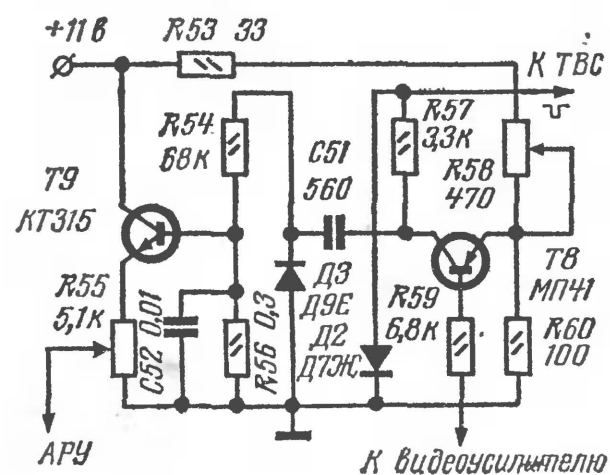 +11 В
R53 33
К ТВС
R54
68к
С51
560
R57
3,3к
R58
470
Т9
КТ315
Т8
МП41
R55
5,1к
С52 0,01
R56 0,3
Д3
Д9Е
Д2
Д7Ж
R59
6,8к
R60
100
АРУ
К видеоусилителю